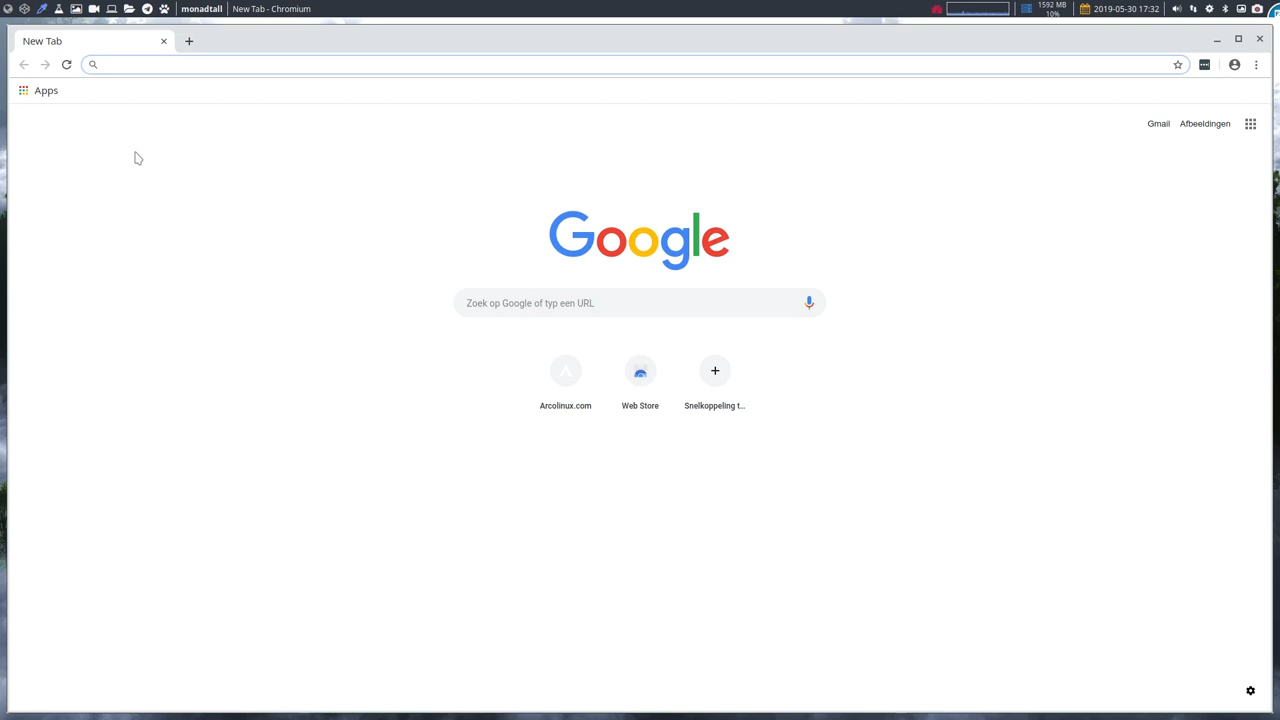 monadtall New Tab - Chromium 1592 MB 10% 2019-05-30 17:32
New Tab
Apps
Gmail Afbeeldingen
Google
Zoek op Google of typ een URL
Arcolinux.com Web Store Snelkoppeling t...